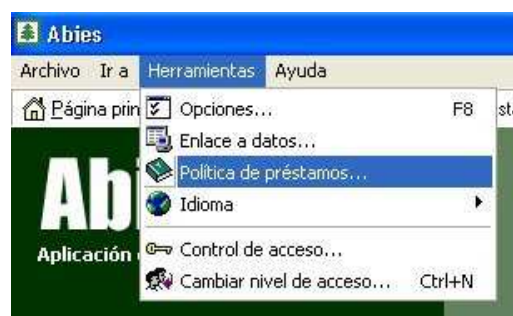 Abies
Archivo Ir a Herramientas Ayuda
Página prin
Opciones... F8
Enlace a datos...
Política de préstamos...
Idioma
Control de acceso...
Cambiar nivel de acceso... Ctrl+N
Abi
Aplicación